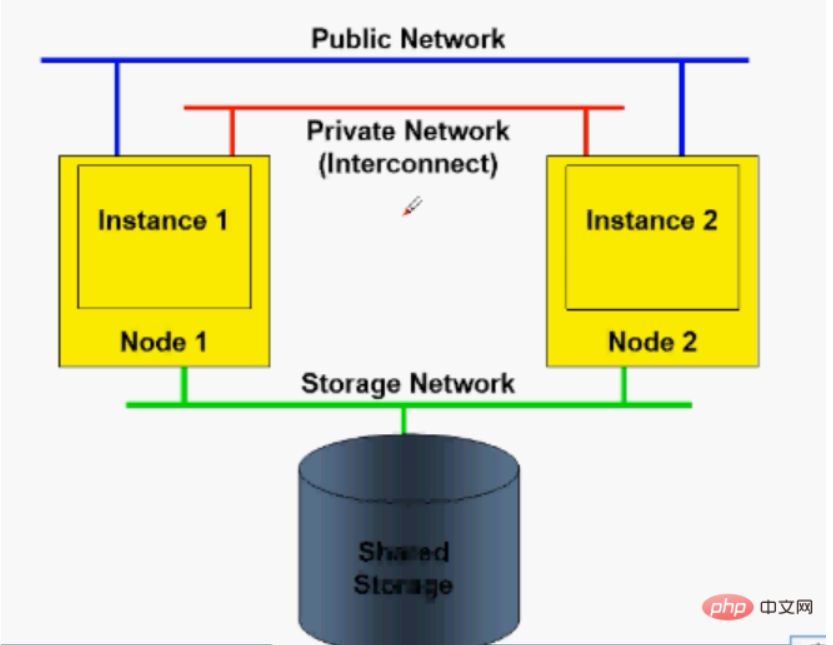 Public Network
Private Network
(Interconnect)
Instance 1
Instance 2
Node 1
Node 2
Storage Network
Shared
Storage
php 中文网